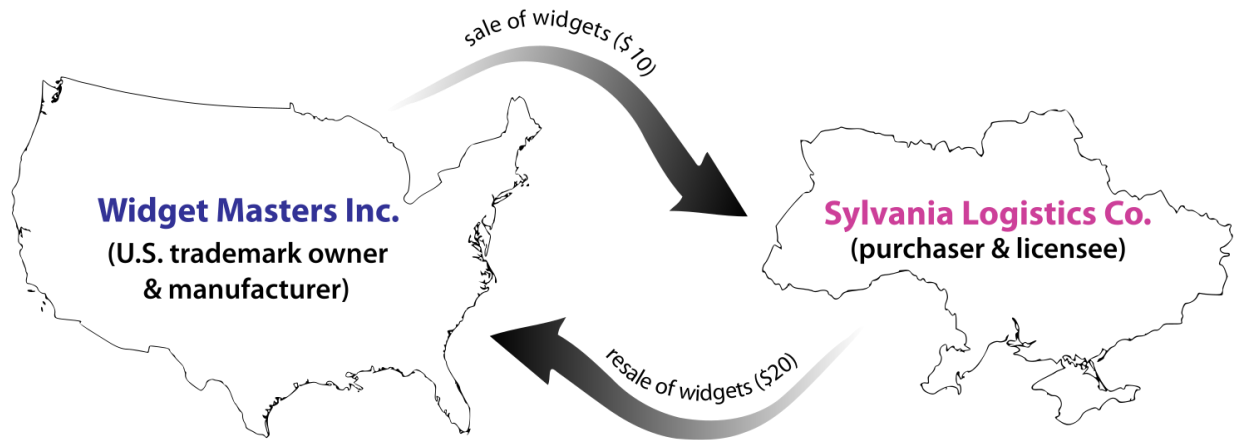 sale of widgets ($10)
Widget Masters Inc.
(U.S. trademark owner
& manufacturer)
Sylvania Logistics Co.
(purchaser & licensee)
resale of widgets ($20)